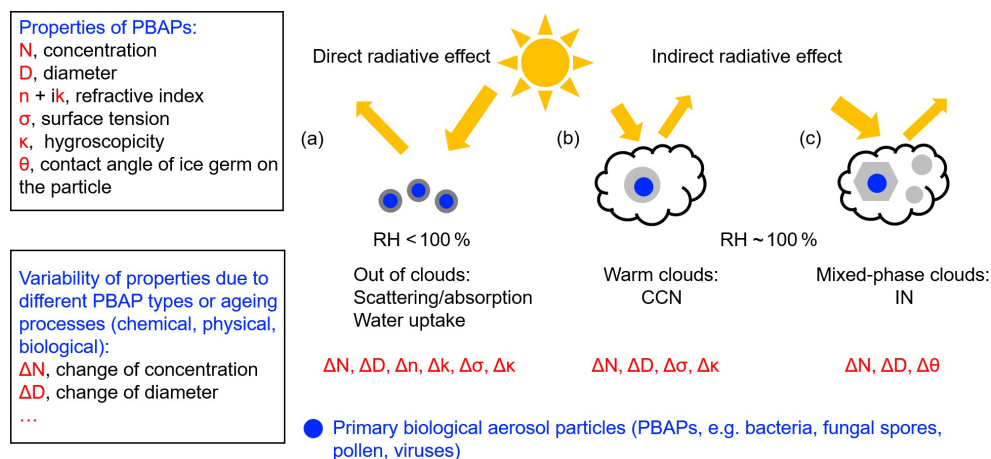 Properties of PBAPs:
N, concentration
D, diameter
n + ik, refractive index
σ, surface tension
κ, hygroscopicity
θ, contact angle of ice germ on
the particle
Variability of properties due to
different PBAP types or ageing
processes (chemical, physical,
biological):
ΔN, change of concentration
ΔD, change of diameter
...
Direct radiative effect
Indirect radiative effect
(a)
(b)
(c)
RH < 100 %
RH ~ 100 %
Out of clouds:
Scattering/absorption
Water uptake
Warm clouds:
CCN
Mixed-phase clouds:
IN
ΔN, ΔD, Δn, Δk, Δσ, Δκ
ΔN, ΔD, Δσ, Δκ
ΔN, ΔD, Δθ
Primary biological aerosol particles (PBAPs, e.g. bacteria, fungal spores,
pollen, viruses)